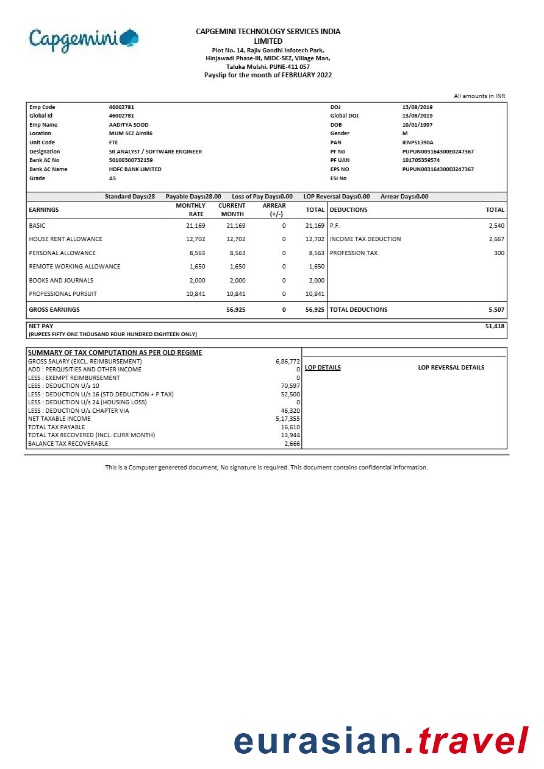 Capgemini
CAPGEMINI TECHNOLOGY SERVICES INDIA
LIMITED
Plot No. 14, Rajiv Gandhi Infotech Park,
Hinjawadi Phase-III, MIDC-SEZ, Village Man,
Taluka Mulshi, PUNE-411 057
Payslip for the month of FEBRUARY 2022
All amounts in INR
Emp Code 46002781 DOJ 13/08/2019
Global Id 46002781 Global DOJ 13/08/2019
Emp Name AADITYA SOOD DOB 10/01/1997
Location MUM SEZ AiroB6 Gender M
Unit Code FTE PAN IENPS1390A
Designation SR ANALYST / SOFTWARE ENGINEER PF No PUPUN003164300E0247367
Bank AC No 50100300732159 PF UAN 101705359574
Bank AC Name HDFC BANK LIMITED EPS NO PUPUN003164300E0247367
Grade A5 ESI No
Standard Days:28 Payable Days:28.00 Loss of Pay Days:0.00 LOP Reversal Days:0.00 Arrear Days:0.00
EARNINGS MONTHLY RATE CURRENT MONTH ARREAR (+/-) TOTAL DEDUCTIONS TOTAL
BASIC 21,169 21,169 0 21,169 P.F. 2,540
HOUSE RENT ALLOWANCE 12,702 12,702 0 12,702 INCOME TAX DEDUCTION 2,667
PERSONAL ALLOWANCE 8,563 8,563 0 8,563 PROFESSION TAX 300
REMOTE WORKING ALLOWANCE 1,650 1,650 0 1,650
BOOKS AND JOURNALS 2,000 2,000 0 2,000
PROFESSIONAL PURSUIT 10,841 10,841 0 10,841
GROSS EARNINGS 56,925 0 56,925 TOTAL DEDUCTIONS 5,507
NET PAY 51,418
(RUPEES FIFTY ONE THOUSAND FOUR HUNDRED EIGHTEEN ONLY)
SUMMARY OF TAX COMPUTATION AS PER OLD REGIME
GROSS SALARY (EXCL. REIMBURSEMENT) 6,86,772
LOP DETAILS LOP REVERSAL DETAILS
ADD : PERQUSITIES AND OTHER INCOME 0
LESS : EXEMPT REIMBURSEMENT 0
LESS : DEDUCTION U/s 10 70,597
LESS : DEDUCTION U/s 16 (STD.DEDUCTION + P.TAX) 52,500
LESS : DEDUCTION U/s 24 (HOUSING LOSS) 0
LESS : DEDUCTION U/s CHAPTER VIA 46,320
NET TAXABLE INCOME 5,17,355
TOTAL TAX PAYABLE 16,610
TOTAL TAX RECOVERED (INCL. CURR MONTH) 13,944
BALANCE TAX RECOVERABLE 2,666
This is a Computer genereted document, No signature is required. This document contains confidential information.
eurasian.travel